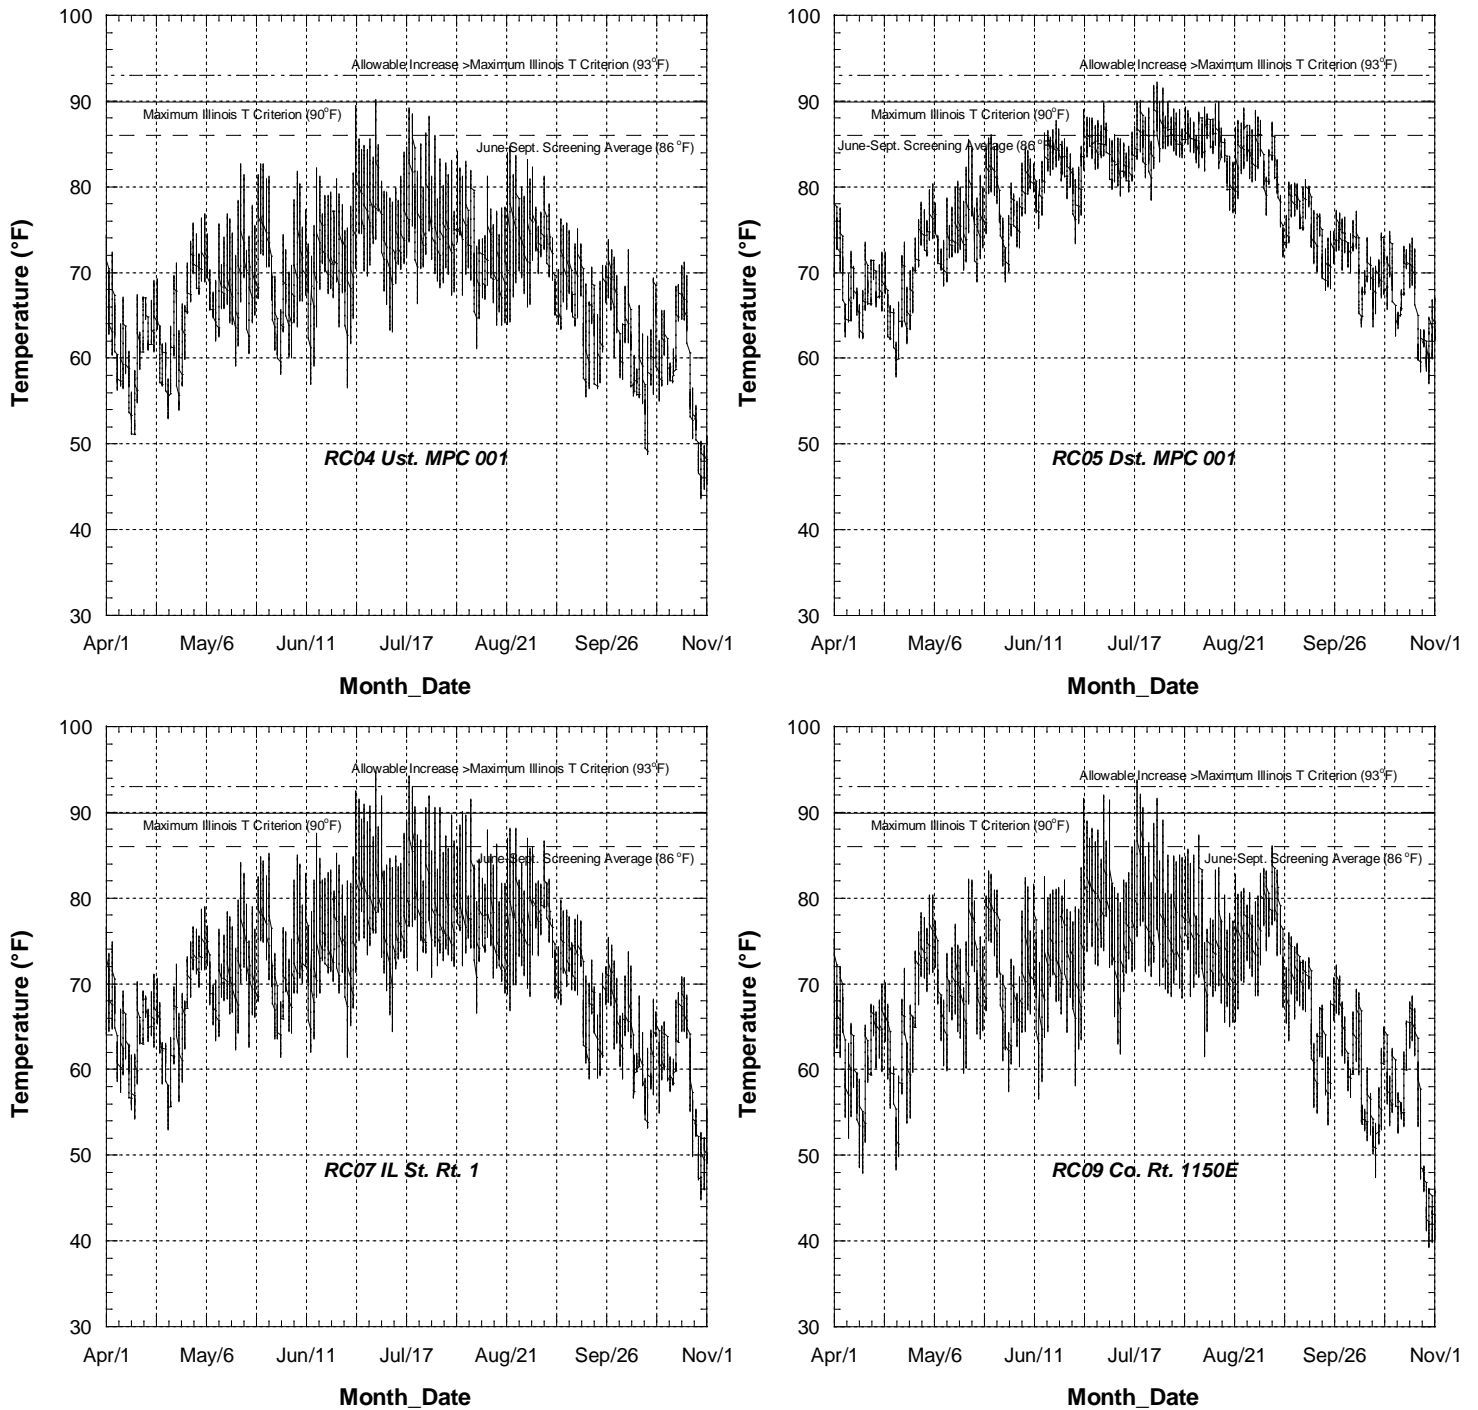 100
90
80
70
60
50
40
30
Temperature (°F)
Allowable Increase >Maximum Illinois T Criterion (93°F)
Maximum Illinois T Criterion (90°F)
June-Sept. Screening Average (86 °F)
RC04 Ust. MPC 001
Apr/1 May/6 Jun/11 Jul/17 Aug/21 Sep/26 Nov/1
Month_Date
100
90
80
70
60
50
40
30
Temperature (°F)
Allowable Increase >Maximum Illinois T Criterion (93°F)
Maximum Illinois T Criterion (90°F)
June-Sept. Screening Average (86 °F)
RC05 Dst. MPC 001
Apr/1 May/6 Jun/11 Jul/17 Aug/21 Sep/26 Nov/1
Month_Date
100
90
80
70
60
50
40
30
Temperature (°F)
Allowable Increase >Maximum Illinois T Criterion (93°F)
Maximum Illinois T Criterion (90°F)
June-Sept. Screening Average (86 °F)
RC07 IL St. Rt. 1
Apr/1 May/6 Jun/11 Jul/17 Aug/21 Sep/26 Nov/1
Month_Date
100
90
80
70
60
50
40
30
Temperature (°F)
Allowable Increase >Maximum Illinois T Criterion (93°F)
Maximum Illinois T Criterion (90°F)
June-Sept. Screening Average (86 °F)
RC09 Co. Rt. 1150E
Apr/1 May/6 Jun/11 Jul/17 Aug/21 Sep/26 Nov/1
Month_Date